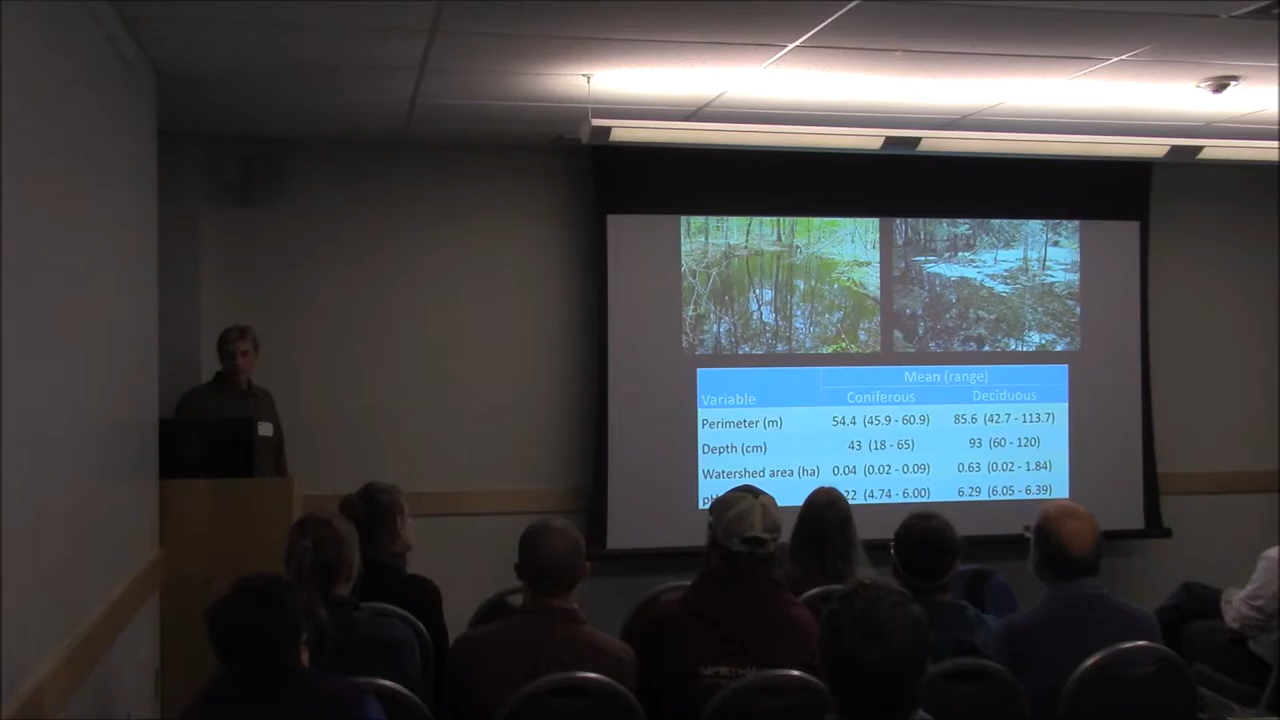 Mean (range)
Variable Coniferous Deciduous
Perimeter (m) 54.4 (45.9 - 60.9) 85.6 (42.7 - 113.7)
Depth (cm) 43 (18 - 65) 93 (60 - 120)
Watershed area (ha) 0.04 (0.02 - 0.09) 0.63 (0.02 - 1.84)
pH 22 (4.74 - 6.00) 6.29 (6.05 - 6.39)